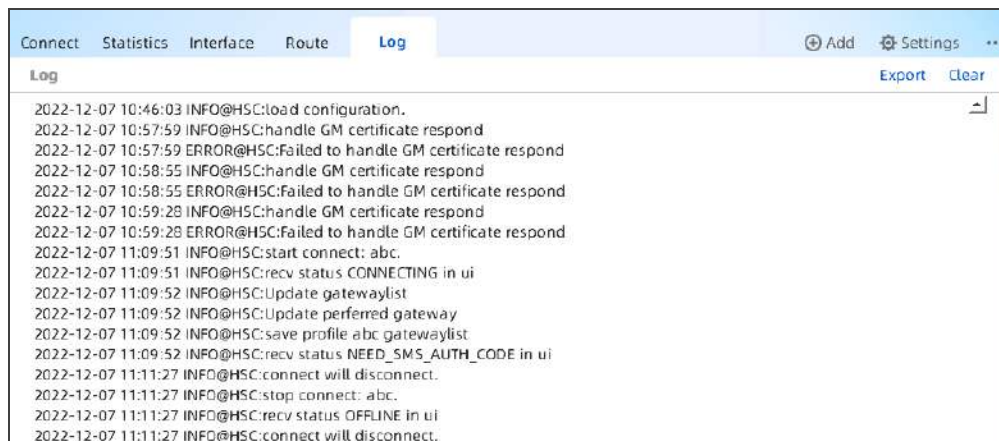 Connect Statistics Interface Route Log Add Settings
Log Export Clear
2022-12-07 10:46:03 INFO@HSC:load configuration.
2022-12-07 10:57:59 INFO@HSC:handle GM certificate respond
2022-12-07 10:57:59 ERROR@HSC:Failed to handle GM certificate respond
2022-12-07 10:58:55 INFO@HSC:handle GM certificate respond
2022-12-07 10:58:55 ERROR@HSC:Failed to handle GM certificate respond
2022-12-07 10:59:28 INFO@HSC:handle GM certificate respond
2022-12-07 10:59:28 ERROR@HSC:Failed to handle GM certificate respond
2022-12-07 11:09:51 INFO@HSC:start connect: abc.
2022-12-07 11:09:51 INFO@HSC:recv status CONNECTING in ui
2022-12-07 11:09:52 INFO@HSC:Update gatewaylist
2022-12-07 11:09:52 INFO@HSC:Update perferred gateway
2022-12-07 11:09:52 INFO@HSC:save profile abc gatewaylist
2022-12-07 11:09:52 INFO@HSC:recv status NEED_SMS_AUTH_CODE in ui
2022-12-07 11:11:27 INFO@HSC:connect will disconnect.
2022-12-07 11:11:27 INFO@HSC:stop connect: abc.
2022-12-07 11:11:27 INFO@HSC:recv status OFFLINE in ui
2022-12-07 11:11:27 INFO@HSC:connect will disconnect.